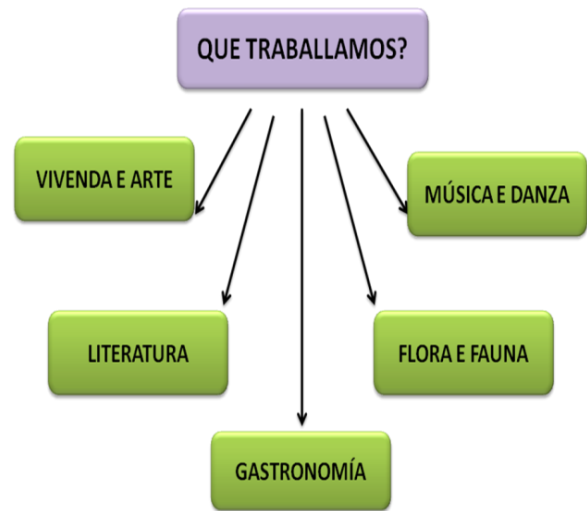 QUE TRABALLAMOS?
VIVENDA E ARTE
MÚSICA E DANZA
LITERATURA
FLORA E FAUNA
GASTRONOMÍA